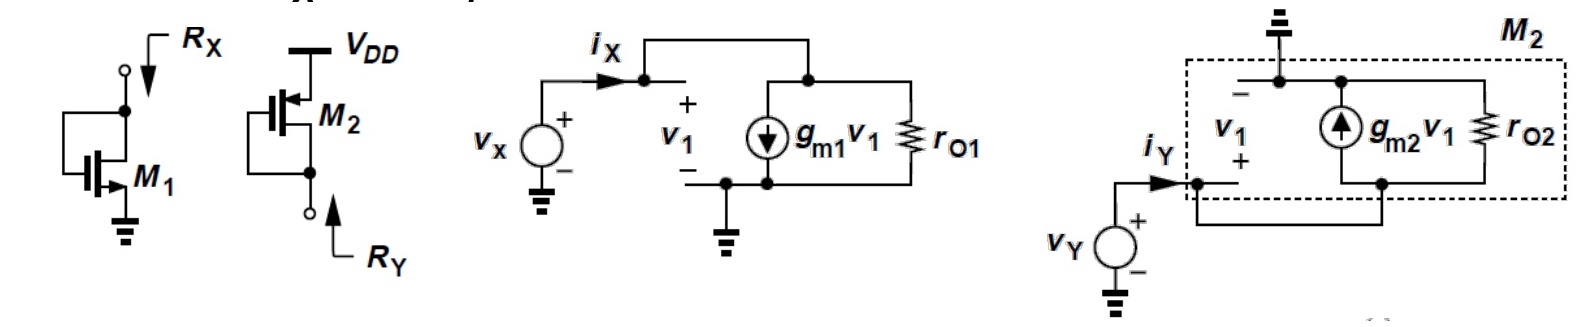 R_X
V_DD
M_2
M_1
R_Y
i_X
v_X
+
−
+
v_1
−
g_m1 v_1
r_O1
M_2
−
v_1
+
g_m2 v_1
r_O2
i_Y
v_Y
+
−